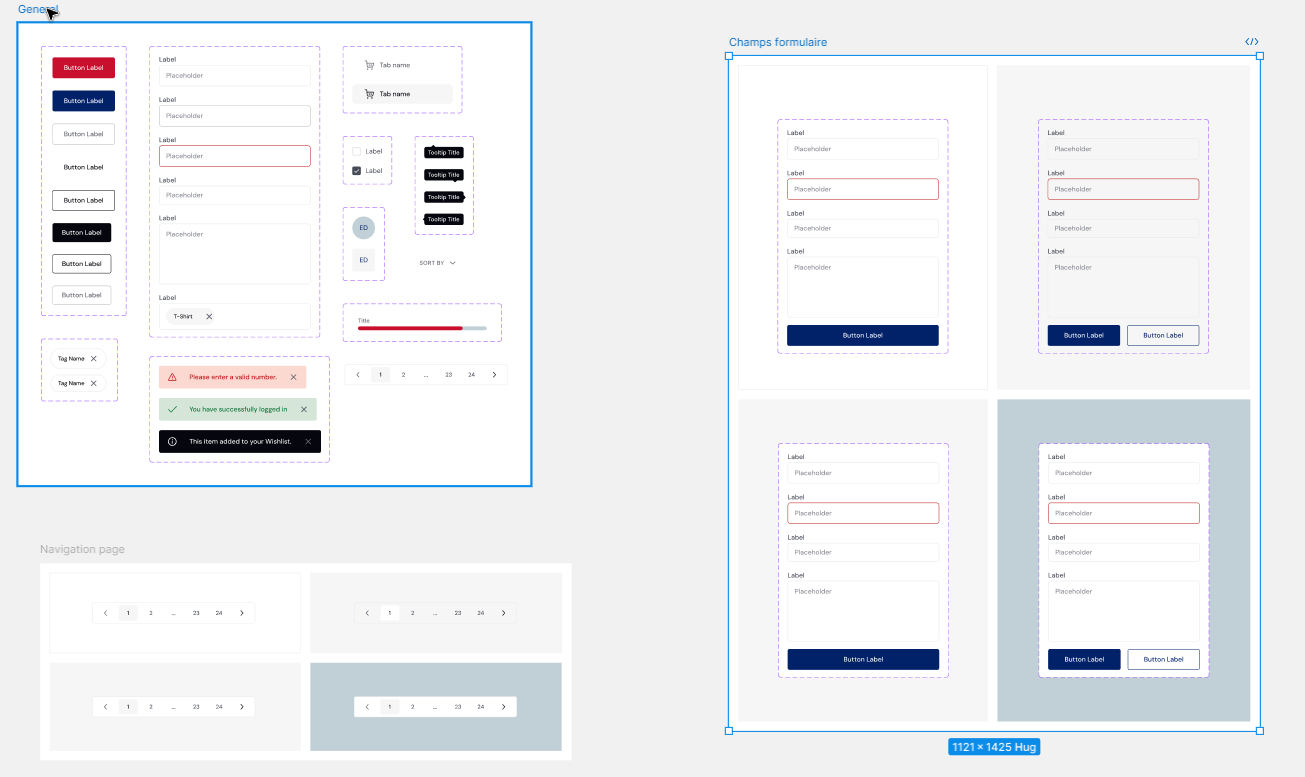 General
Button Label
Button Label
Button Label
Button Label
Button Label
Button Label
Button Label
Button Label
Tag Name
Tag Name
Label
Placeholder
Label
Placeholder
Label
Placeholder
Label
Placeholder
Label
Placeholder
Label
T-Shirt
Please enter a valid number.
You have successfully logged in
This item added to your Wishlist.
Tab name
Tab name
Label
Label
Tooltip Title
Tooltip Title
Tooltip Title
Tooltip Title
ED
ED
SORT BY
Title
1 2 ... 23 24
Navigation page
1 2 ... 23 24
1 2 ... 23 24
1 2 ... 23 24
1 2 ... 23 24
Champs formulaire
Label
Placeholder
Label
Placeholder
Label
Placeholder
Label
Placeholder
Button Label
Label
Placeholder
Label
Placeholder
Label
Placeholder
Label
Placeholder
Button Label Button Label
Label
Placeholder
Label
Placeholder
Label
Placeholder
Label
Placeholder
Button Label
Label
Placeholder
Label
Placeholder
Label
Placeholder
Label
Placeholder
Button Label Button Label
1121 × 1425 Hug